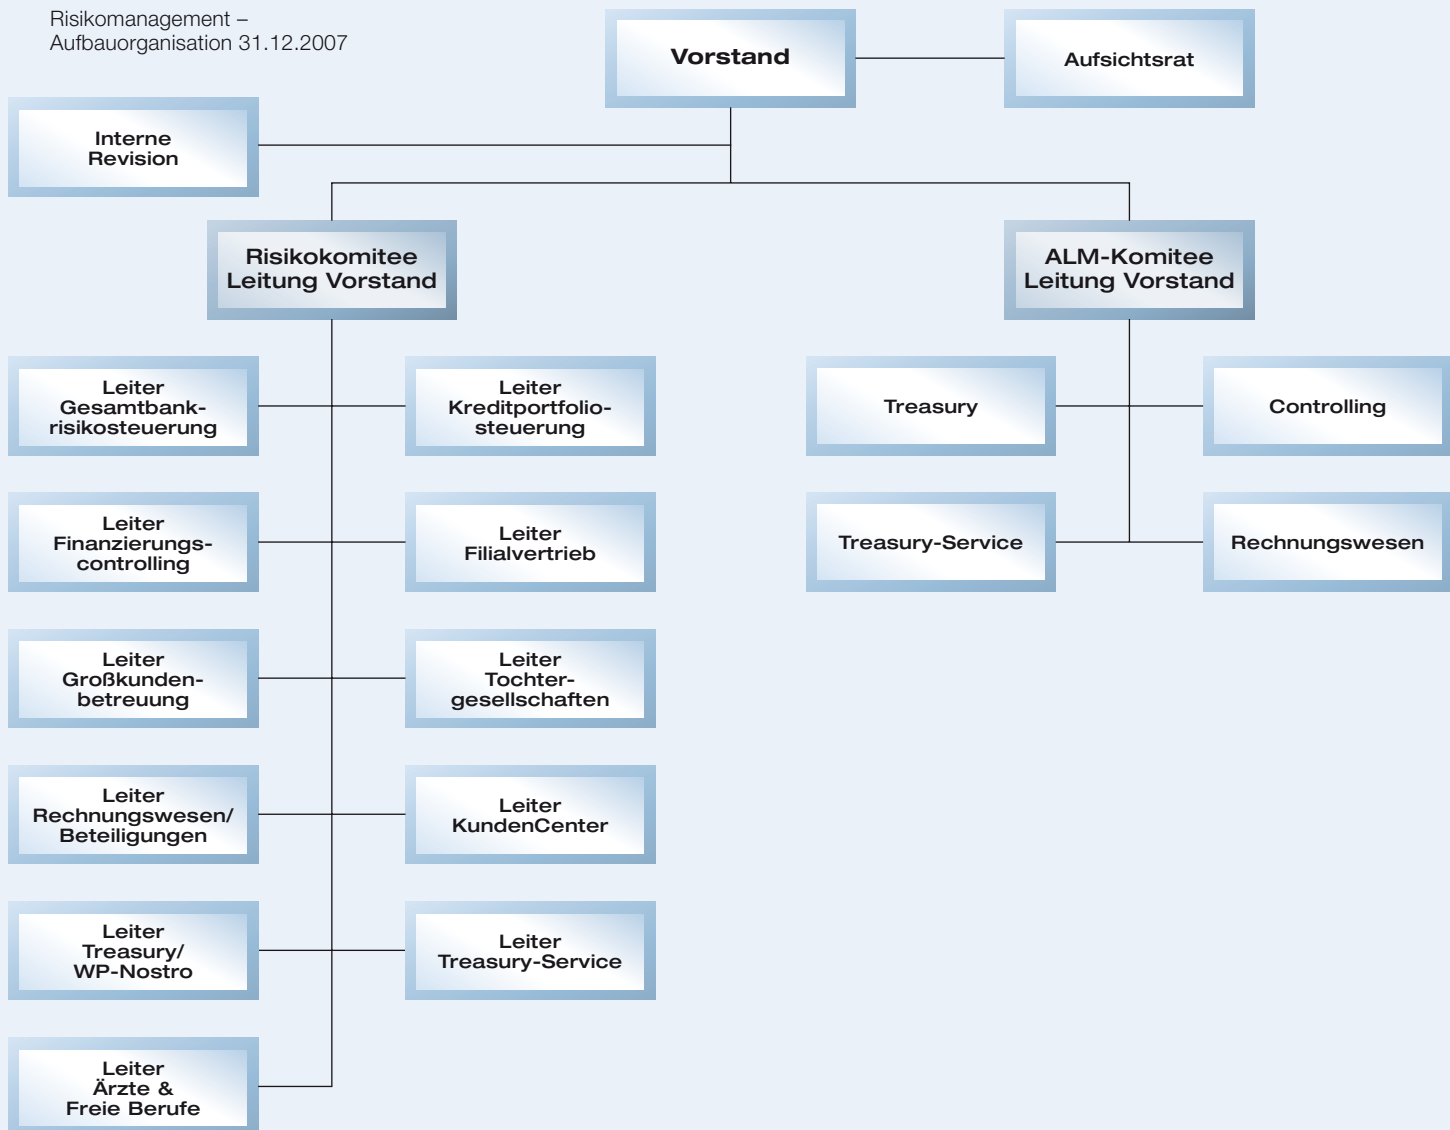 Risikomanagement –
Aufbauorganisation 31.12.2007
Vorstand
Aufsichtsrat
Interne
Revision
Risikokomitee
Leitung Vorstand
ALM-Komitee
Leitung Vorstand
Leiter
Gesamtbank-
risikosteuerung
Leiter
Kreditportfolio-
steuerung
Treasury
Controlling
Leiter
Finanzierungs-
controlling
Leiter
Filialvertrieb
Treasury-Service
Rechnungswesen
Leiter
Großkunden-
betreuung
Leiter
Tochter-
gesellschaften
Leiter
Rechnungswesen/
Beteiligungen
Leiter
KundenCenter
Leiter
Treasury/
WP-Nostro
Leiter
Treasury-Service
Leiter
Ärzte &
Freie Berufe